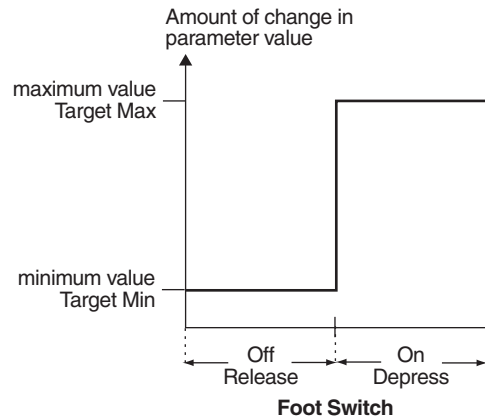 Amount of change in
parameter value
maximum value
Target Max
minimum value
Target Min
Off
Release
On
Depress
Foot Switch